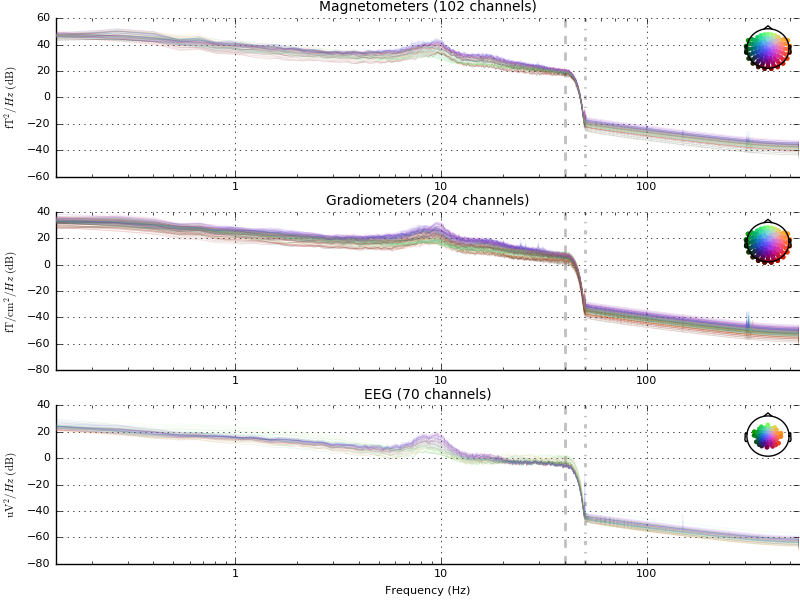 Magnetometers (102 channels)
fT²/Hz (dB)
60
40
20
0
−20
−40
−60
1 10 100
Gradiometers (204 channels)
fT/cm²/Hz (dB)
40
20
0
−20
−40
−60
−80
1 10 100
EEG (70 channels)
uV²/Hz (dB)
40
20
0
−20
−40
−60
−80
1 10 100
Frequency (Hz)